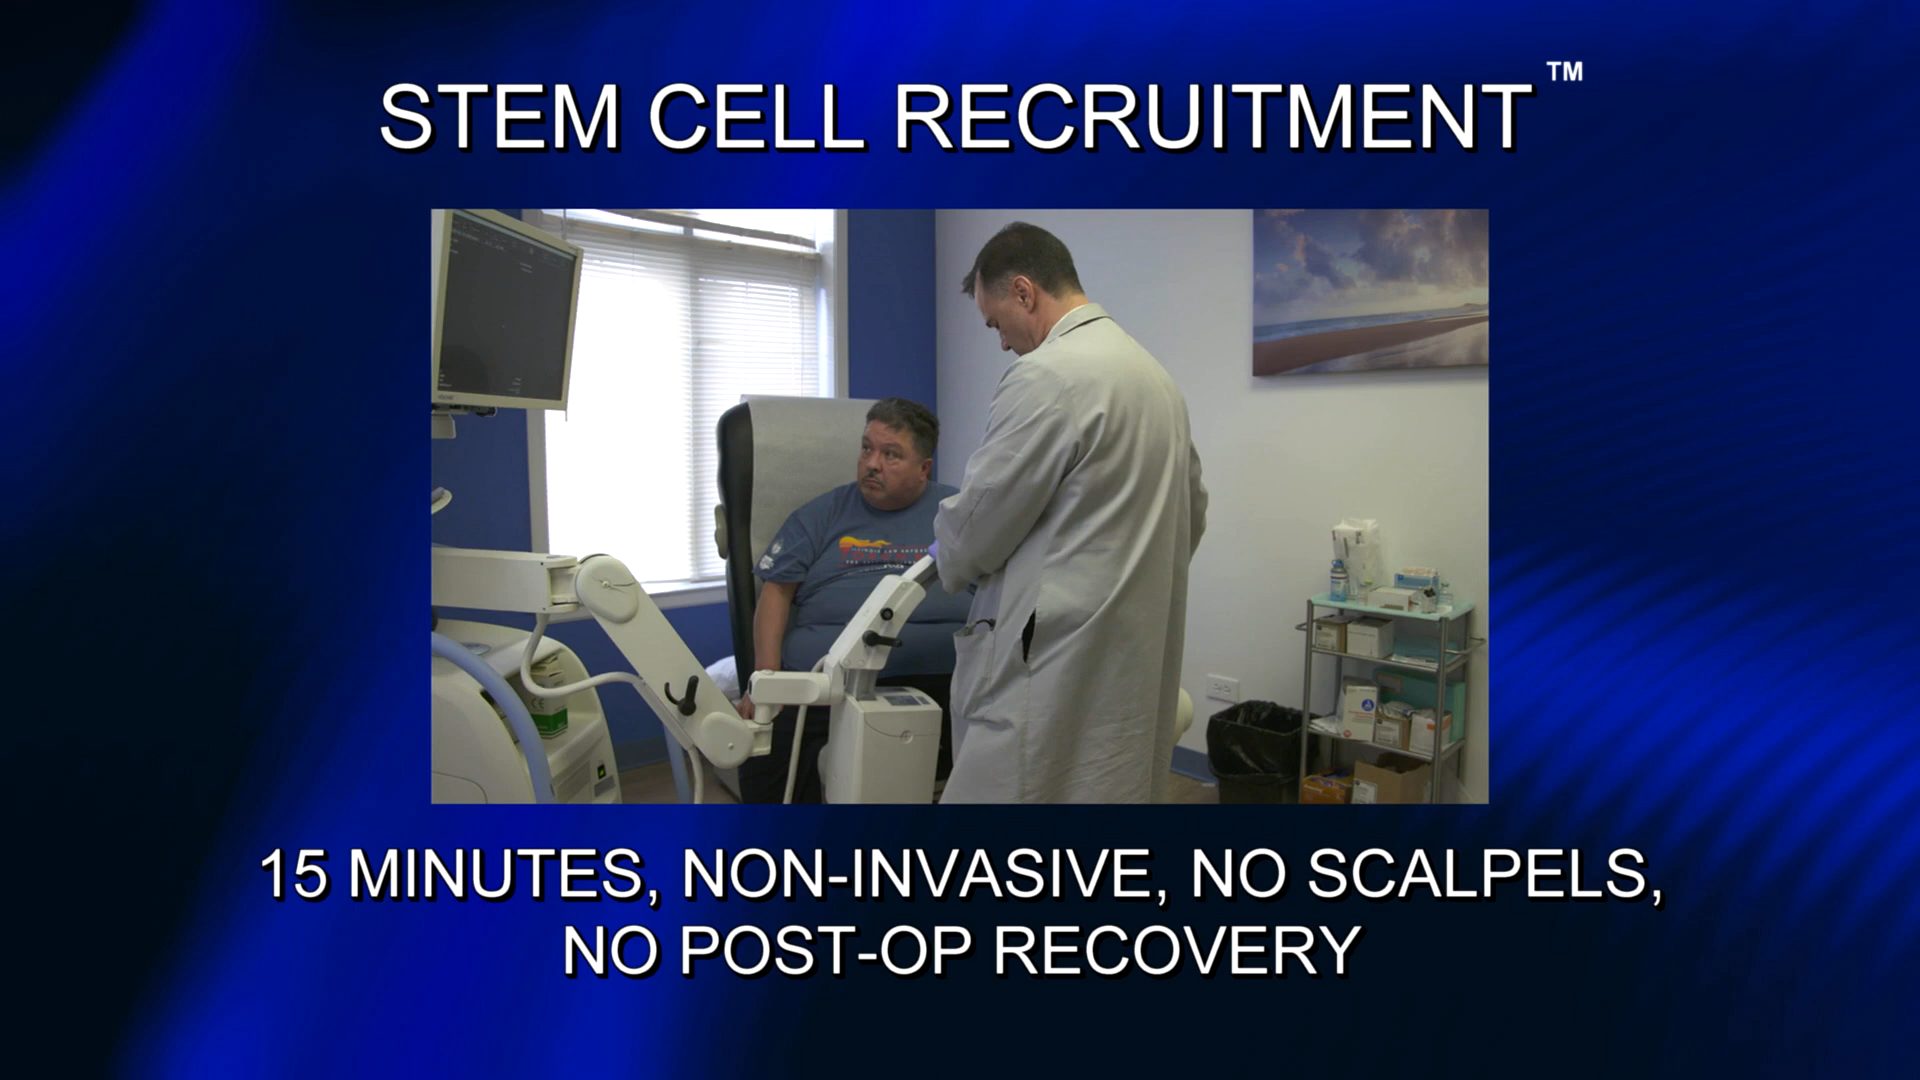 STEM CELL RECRUITMENT™
15 MINUTES, NON-INVASIVE, NO SCALPELS,
NO POST-OP RECOVERY